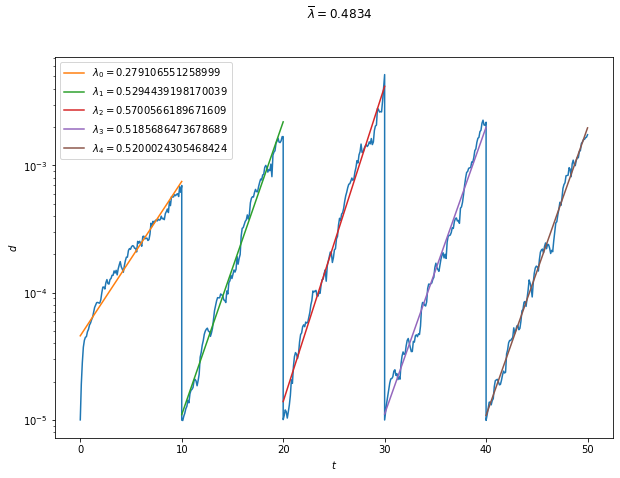 λ̅ = 0.4834
λ₀ = 0.279106551258999
λ₁ = 0.5294439198170039
λ₂ = 0.5700566189671609
λ₃ = 0.5185686473678689
λ₄ = 0.5200024305468424
10⁻³
10⁻⁴
10⁻⁵
d
0 10 20 30 40 50
t